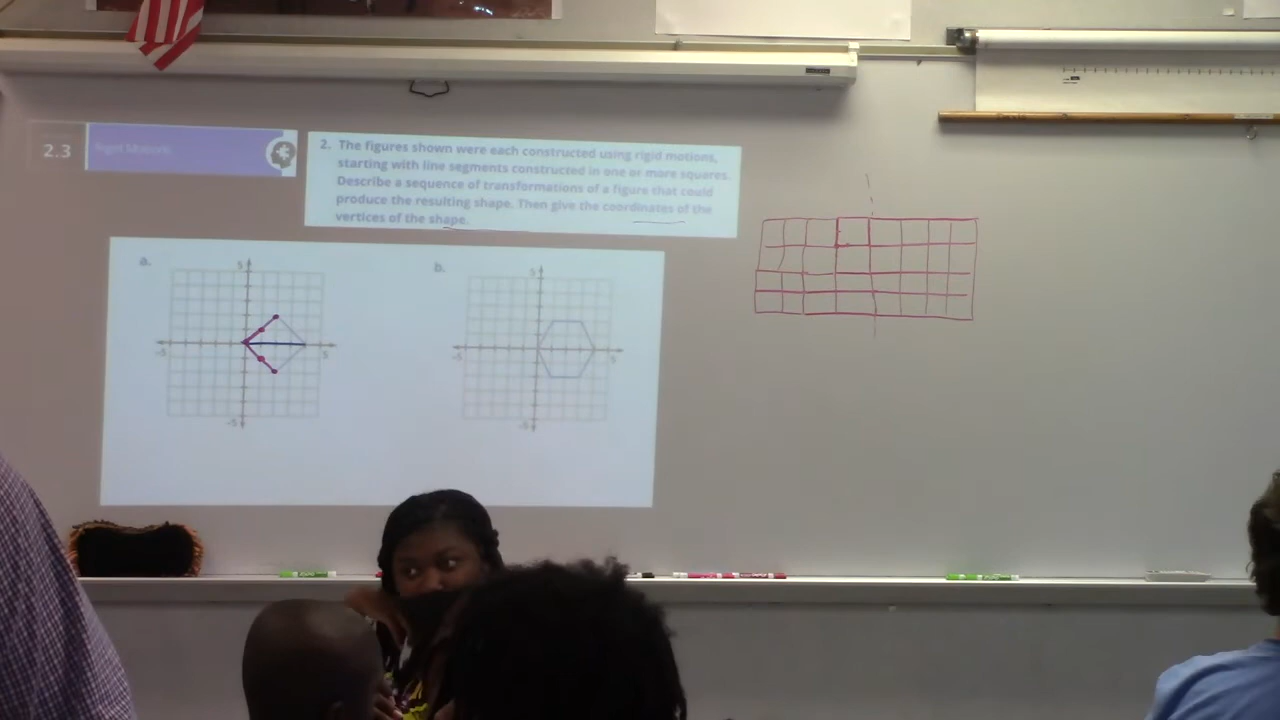 2.3
Rigid Motions
2. The figures shown were each constructed using rigid motions,
starting with line segments constructed in one or more squares.
Describe a sequence of transformations of a figure that could
produce the resulting shape. Then give the coordinates of the
vertices of the shape.
a.
5
-5
5
-5
b.
5
-5
5
-5